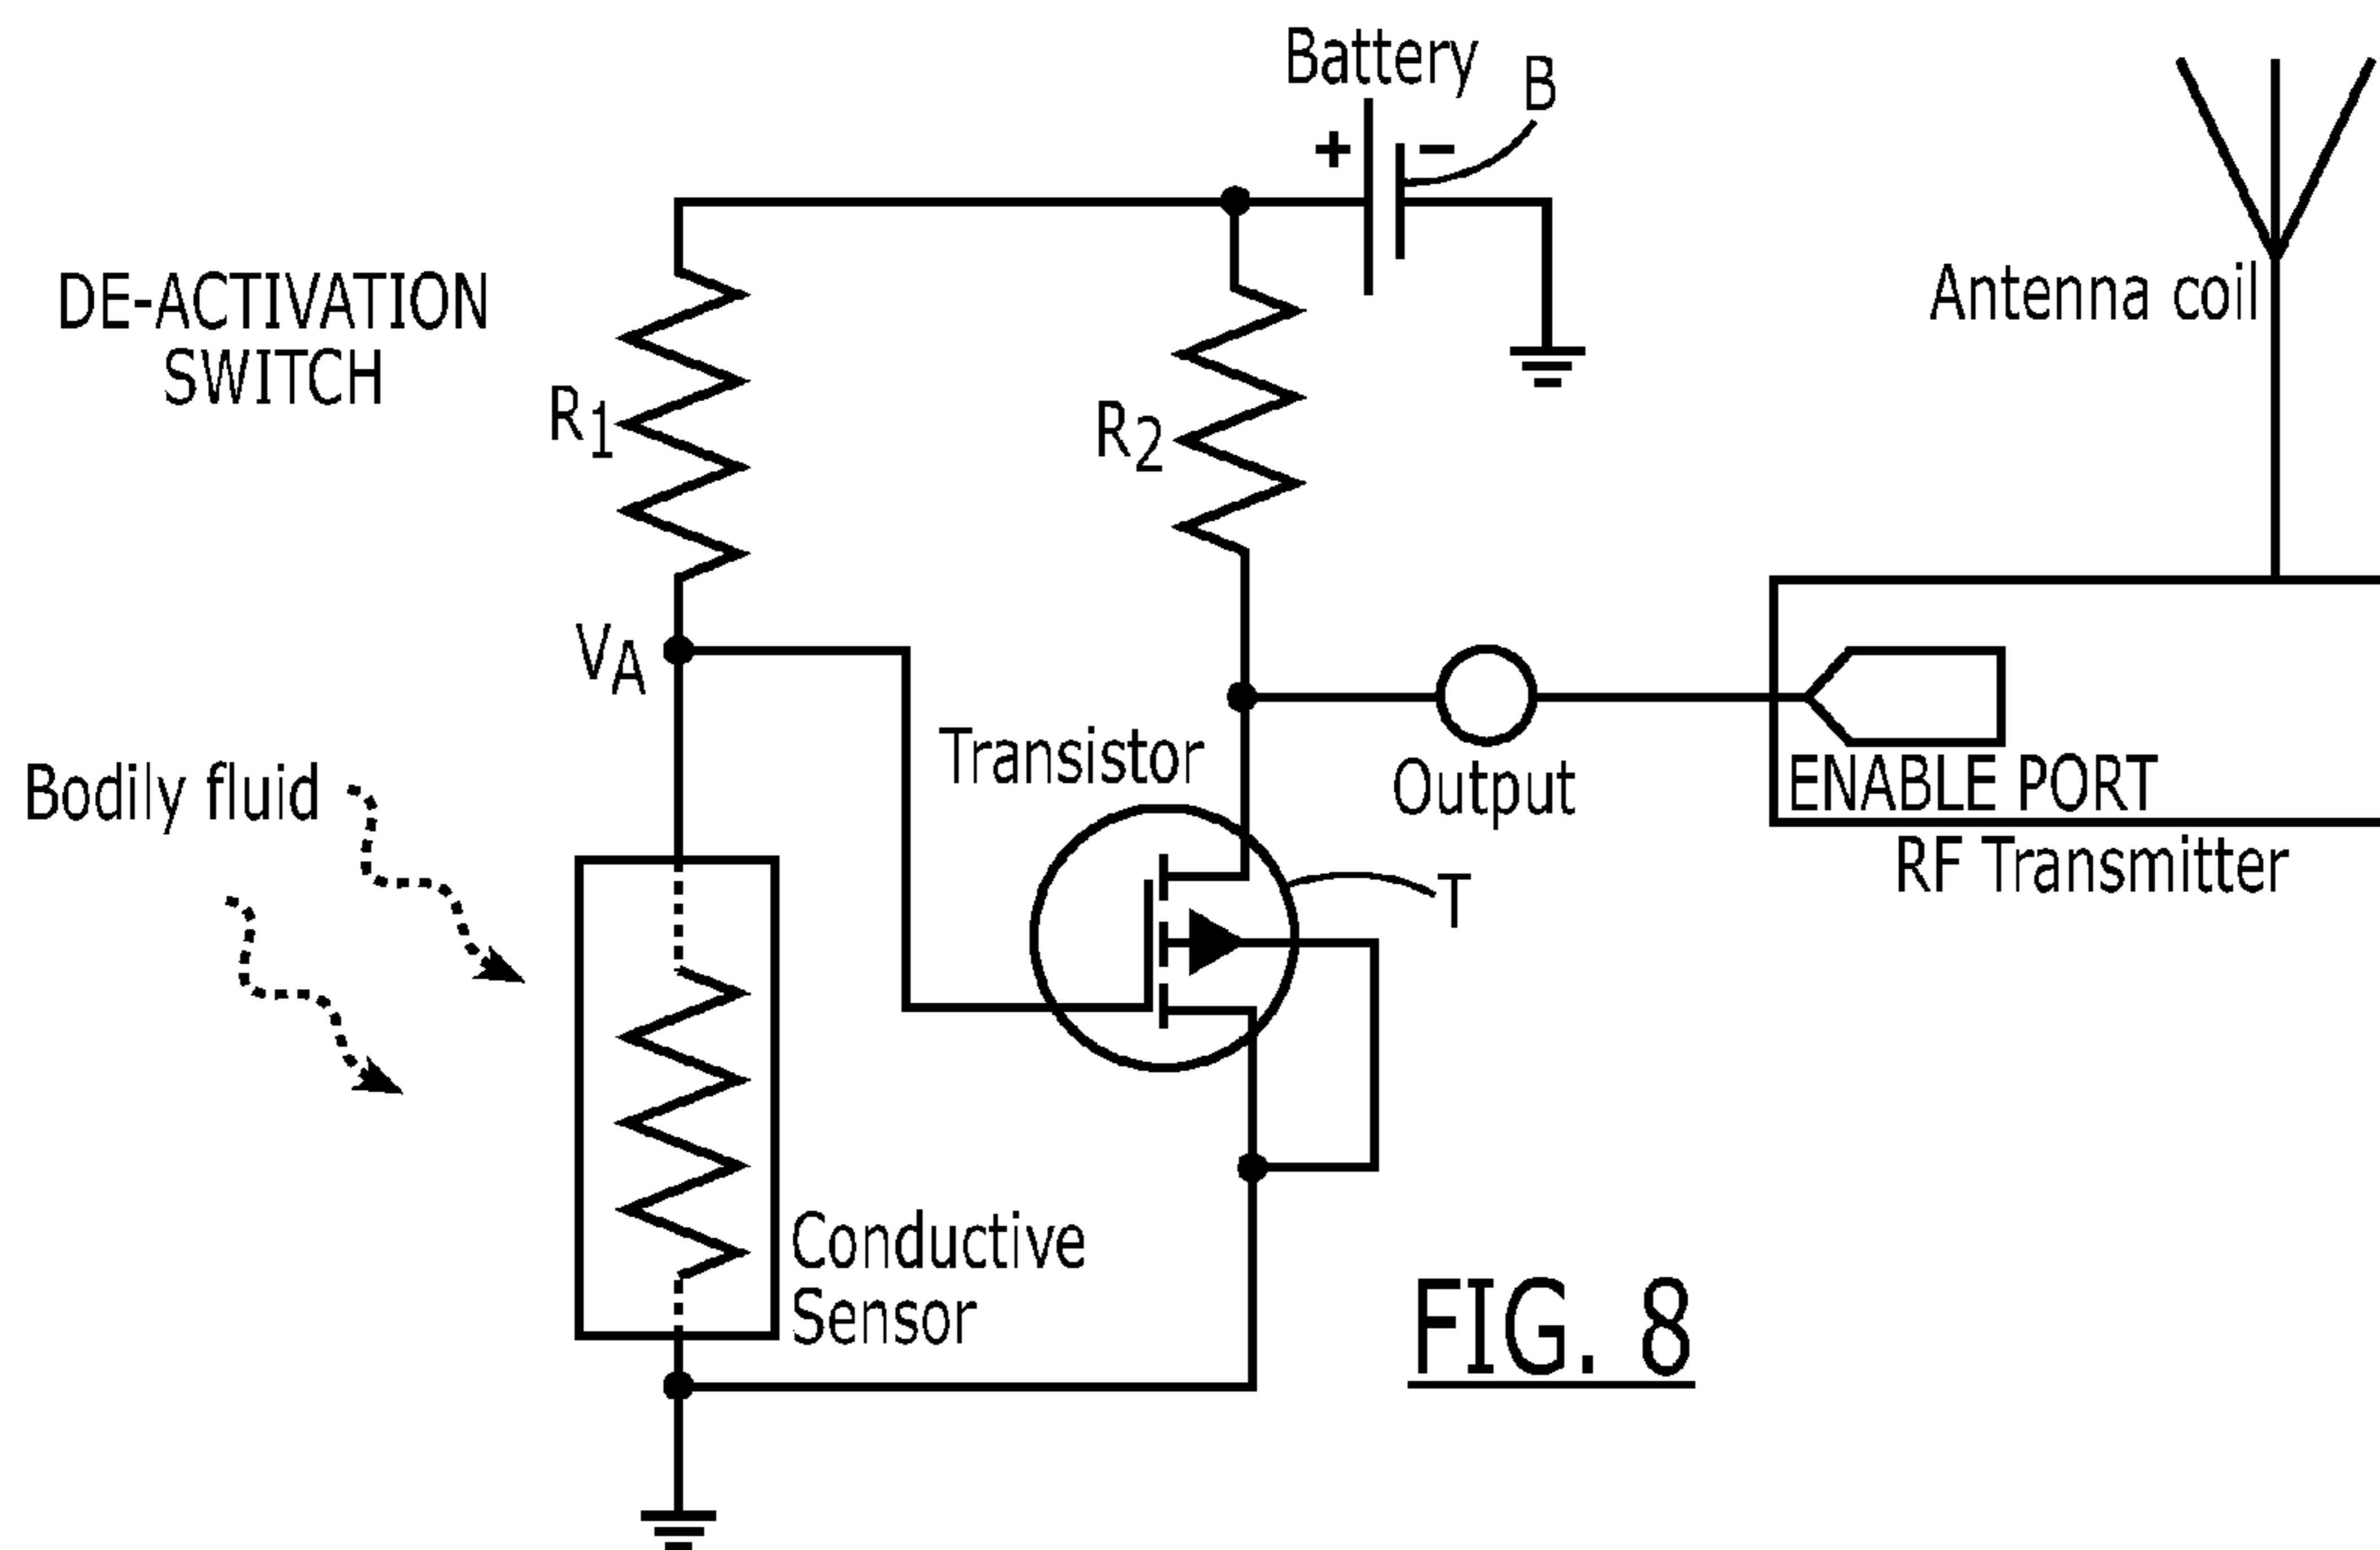 Battery
B
+ −
DE-ACTIVATION
SWITCH
Antenna coil
R1
R2
VA
Transistor
Output
ENABLE PORT
RF Transmitter
Bodily fluid
T
Conductive
Sensor
FIG. 8